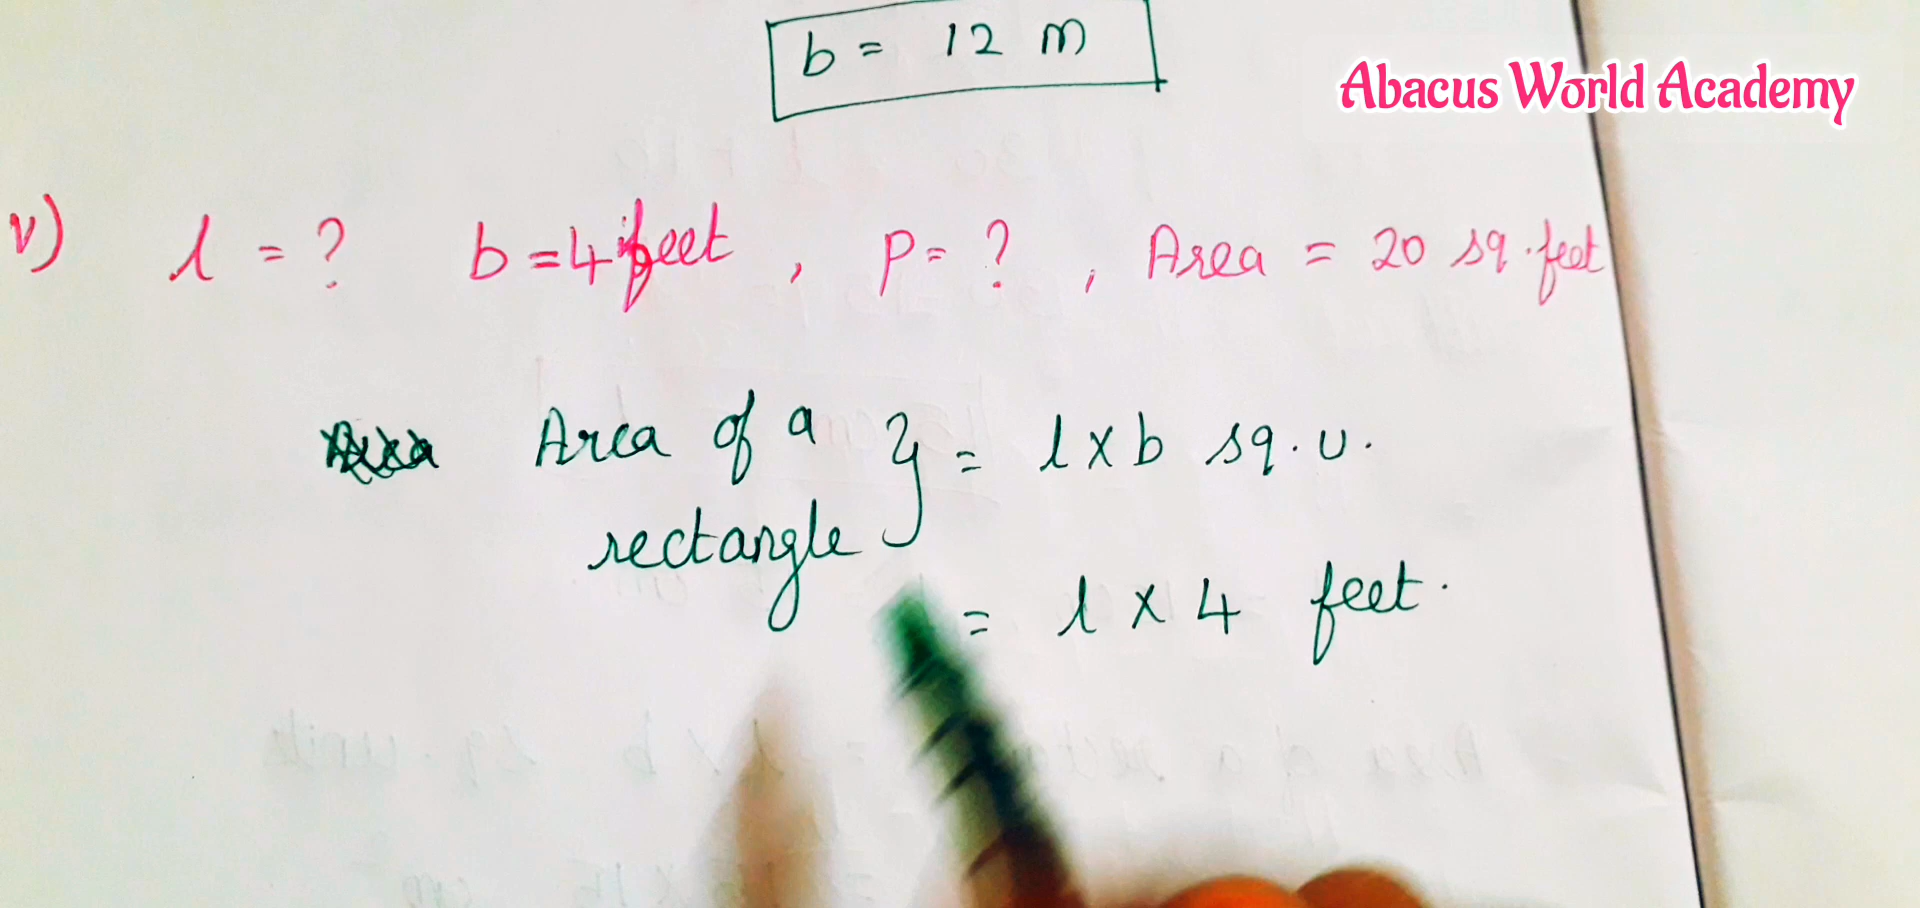 b = 12 m
Abacus World Academy
v) l = ? b = 4 feet , P = ? , Area = 20 sq. feet
Area of a } = l x b sq. u.
rectangle
= l x 4 feet.